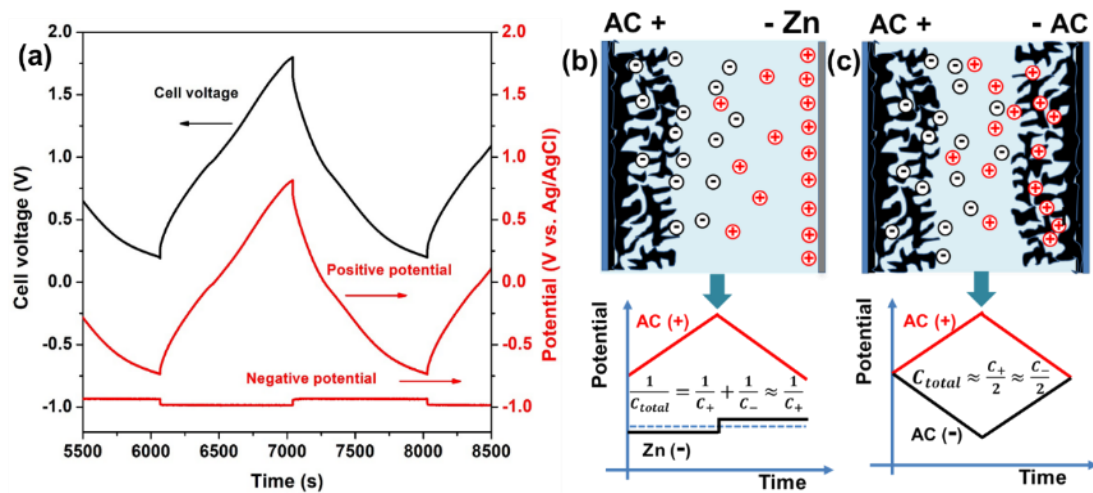 (a)
2.0
1.5
1.0
0.5
0.0
-0.5
-1.0
Cell voltage (V)
Cell voltage
Positive potential
Negative potential
2.0
1.5
1.0
0.5
0.0
-0.5
-1.0
Potential (V vs. Ag/AgCl)
5500 6000 6500 7000 7500 8000 8500
Time (s)
AC + - Zn
(b)
Potential
AC (+)
1/C_total = 1/C_+ + 1/C_- ≈ 1/C_+
Zn (-)
Time
AC + - AC
(c)
Potential
AC (+)
C_total ≈ C_+/2 ≈ C_-/2
AC (-)
Time